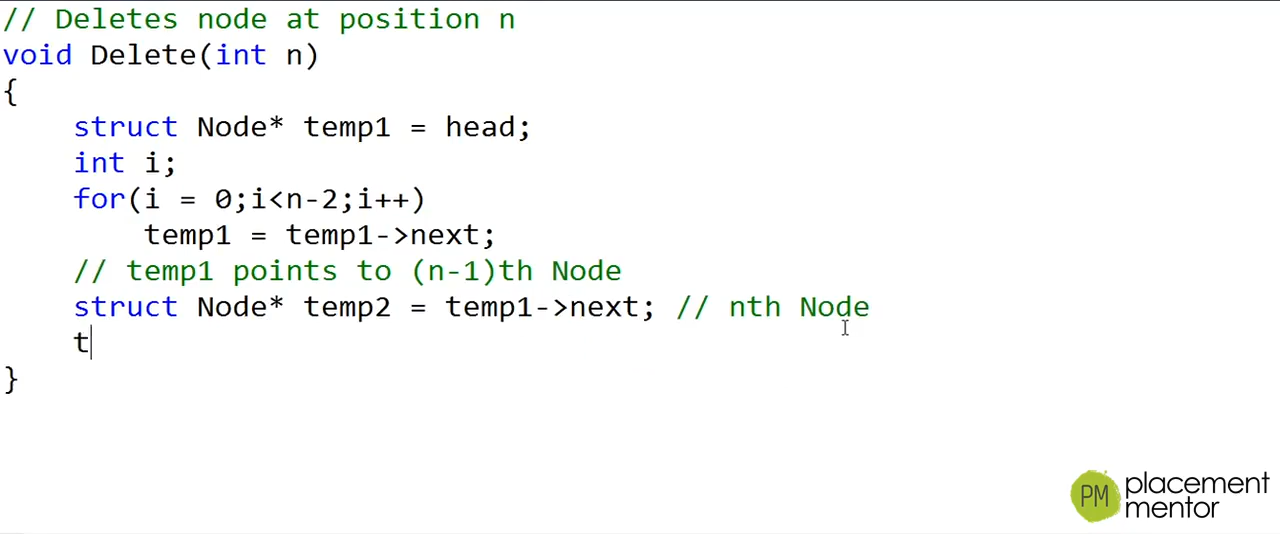 // Deletes node at position n
void Delete(int n)
{
    struct Node* temp1 = head;
    int i;
    for(i = 0;i<n-2;i++)
        temp1 = temp1->next;
    // temp1 points to (n-1)th Node
    struct Node* temp2 = temp1->next; // nth Node
    t
}
PM placement
mentor